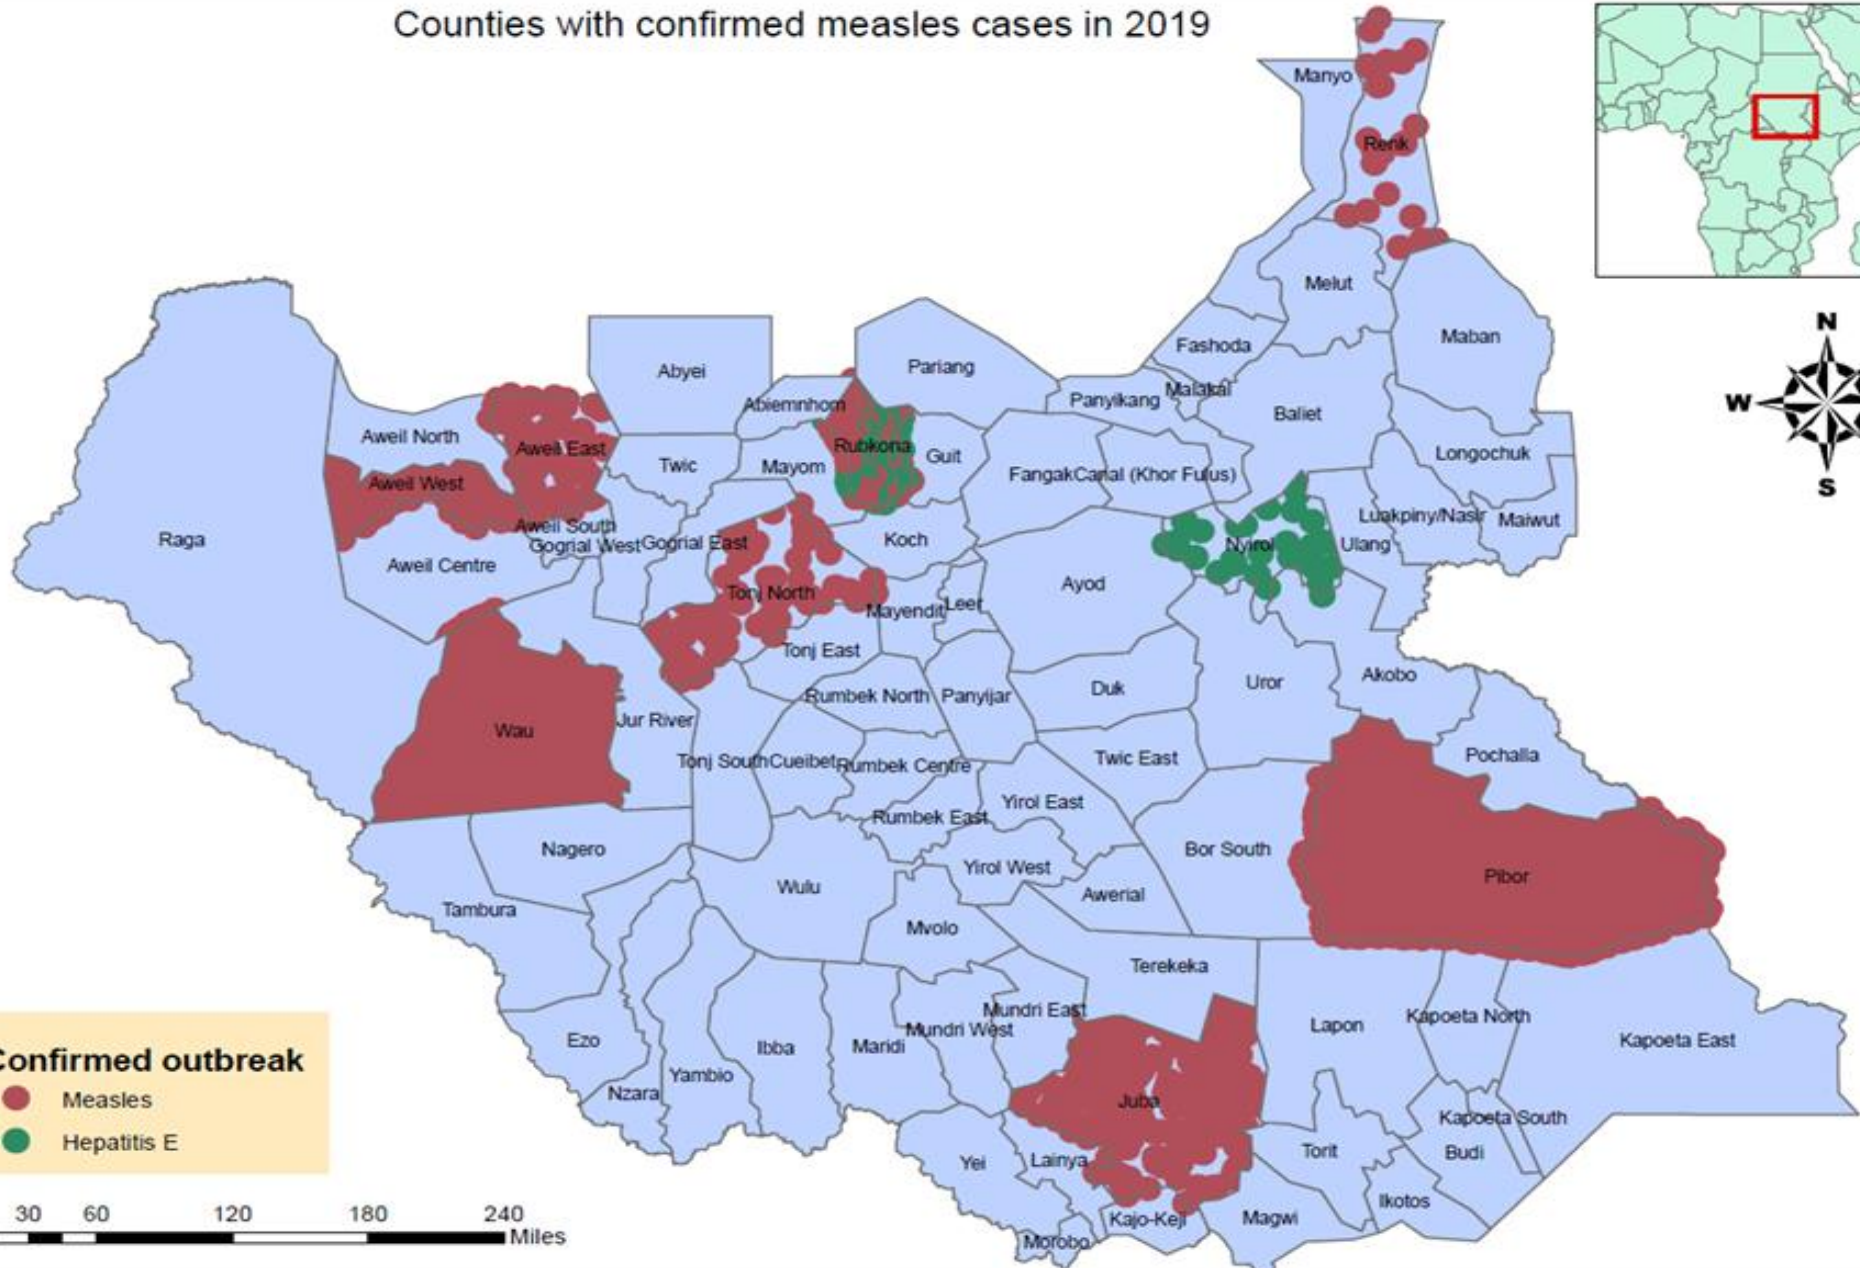 Counties with confirmed measles cases in 2019
Manyo
Renk
Melut
Maban
Fashoda
Abyei
Pariang
Malakal
Panyikang
Abiemnhom
Baliet
Aweil North
Aweil East
Rubkona
Guit
Longochuk
Twic
Mayom
FangakCanal (Khor Fulus)
Aweil West
Aweil South
Luakpiny/Nasir
Maiwut
Raga
Gogrial West
Gogrial East
Koch
Nyirol
Ulang
Aweil Centre
Ayod
Tonj North
Mayendit
Leer
Tonj East
Rumbek North
Panyijar
Duk
Uror
Akobo
Wau
Jur River
Tonj South
Cueibet
Rumbek Centre
Twic East
Pochalla
Yirol East
Rumbek East
Nagero
Bor South
Yirol West
Pibor
Wulu
Awerial
Tambura
Mvolo
Terekeka
Mundri East
Mundri West
Lapon
Kapoeta North
Kapoeta East
Ezo
Ibba
Maridi
Yambio
Nzara
Juba
Kapoeta South
Torit
Budi
Yei
Lainya
Ikotos
Kajo-Keji
Magwi
Morobo
N
W
S
Confirmed outbreak
Measles
Hepatitis E
30 60 120 180 240
Miles